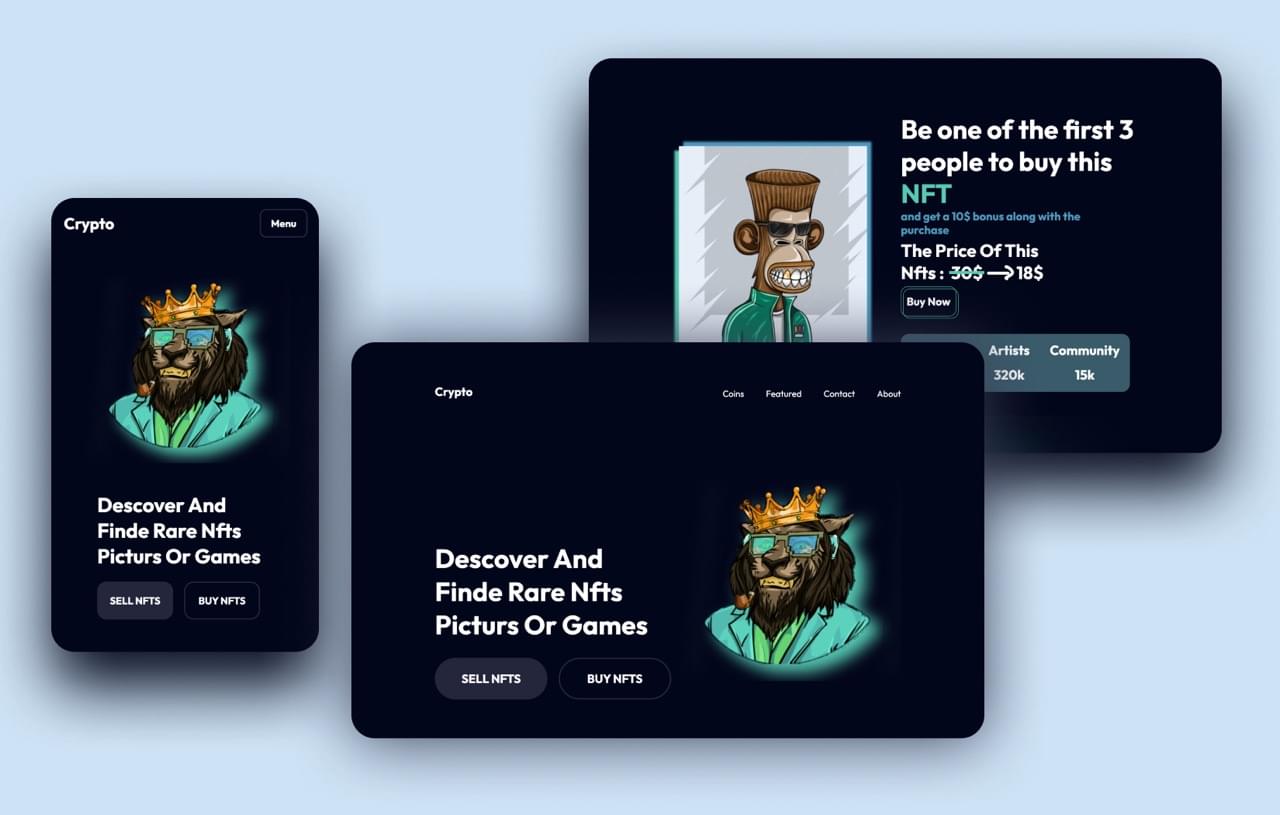 Crypto
Menu
Descover And
Finde Rare Nfts
Picturs Or Games
SELL NFTS
BUY NFTS
Be one of the first 3
people to buy this
NFT
and get a 10$ bonus along with the
purchase
The Price Of This
Nfts : 30$ → 18$
Buy Now
Artists Community
320k 15k
Crypto
Coins Featured Contact About
Descover And
Finde Rare Nfts
Picturs Or Games
SELL NFTS
BUY NFTS